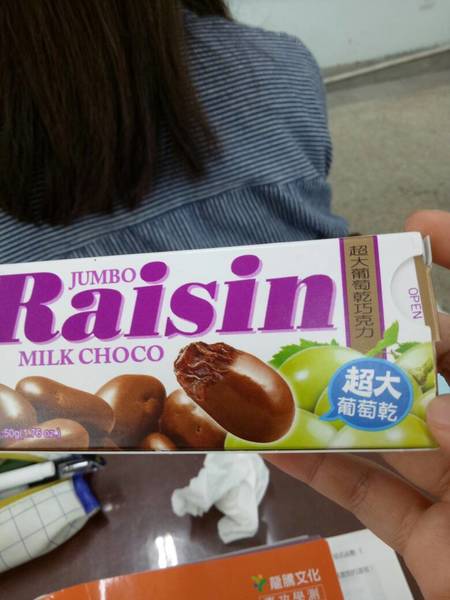 JUMBO
Raisin
MILK CHOCO
超大葡萄乾巧克力
OPEN
超大
葡萄乾
50g(1.76 oz.)
龍騰文化